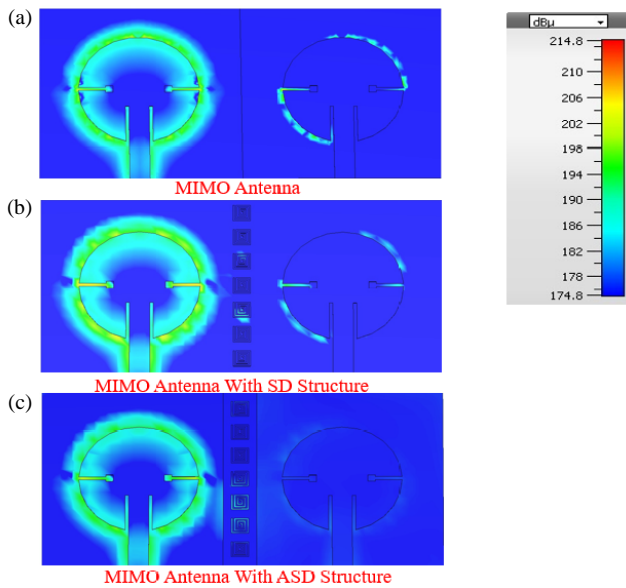 (a)
MIMO Antenna
(b)
MIMO Antenna With SD Structure
(c)
MIMO Antenna With ASD Structure
dBµ
214.8
210
206
202
198
194
190
186
182
178
174.8